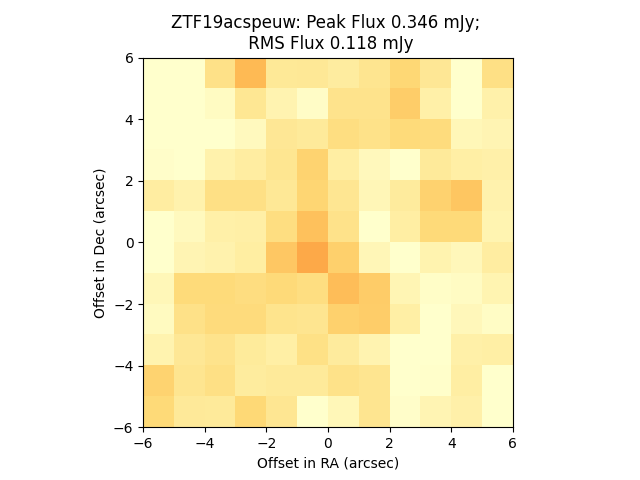 ZTF19acspeuw: Peak Flux 0.346 mJy;
RMS Flux 0.118 mJy
6
4
2
0
−2
−4
−6
Offset in Dec (arcsec)
−6 −4 −2 0 2 4 6
Offset in RA (arcsec)